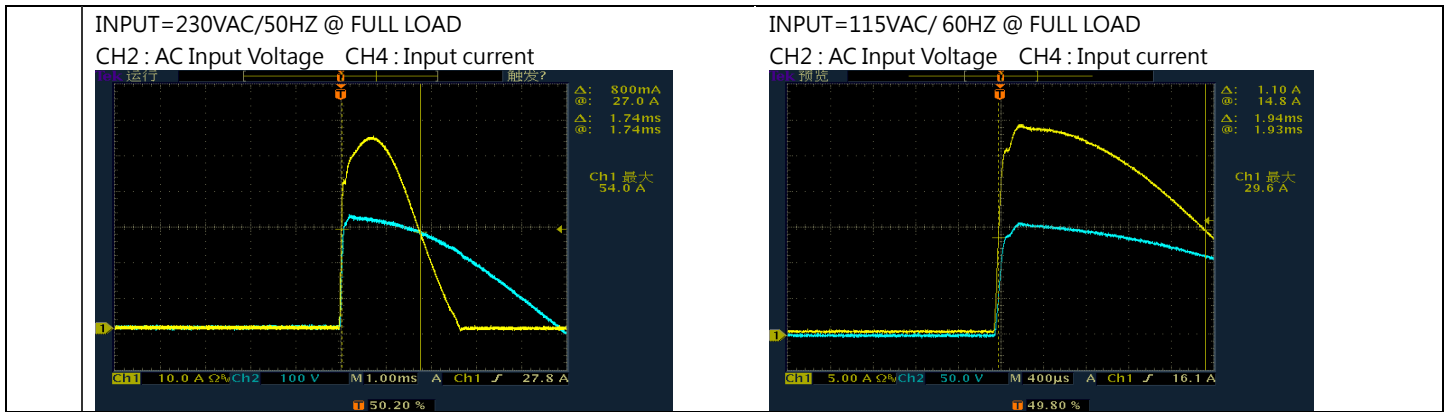 INPUT=230VAC/50HZ @ FULL LOAD
CH2 : AC Input Voltage    CH4 : Input current
运行
触发?
T
Δ: 800mA
@: 27.0 A
Δ: 1.74ms
@: 1.74ms
Ch1 最大
54.0 A
1
Ch1 10.0 A Ω Ch2 100 V M 1.00ms A Ch1 ∫ 27.8 A
T 50.20 %
INPUT=115VAC/ 60HZ @ FULL LOAD
CH2 : AC Input Voltage    CH4 : Input current
预览
T
Δ: 1.10 A
@: 14.8 A
Δ: 1.94ms
@: 1.93ms
Ch1 最大
29.6 A
1
Ch1 5.00 A Ω Ch2 50.0 V M 400µs A Ch1 ∫ 16.1 A
T 49.80 %